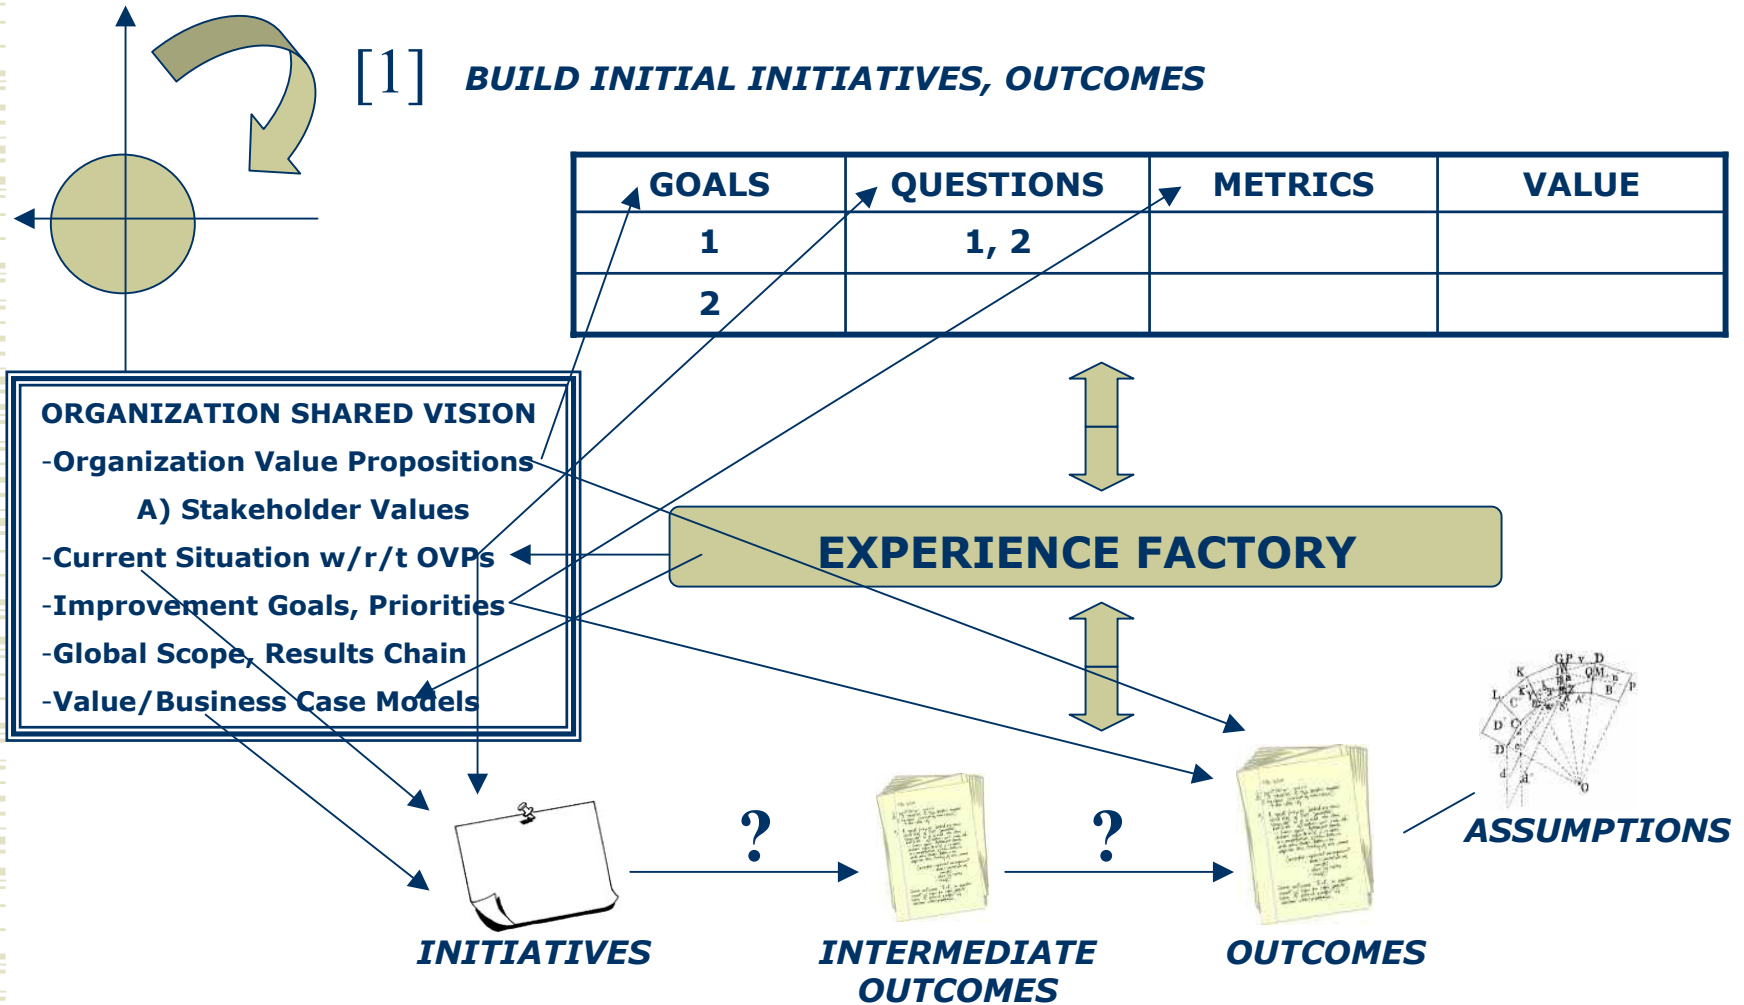 [1] BUILD INITIAL INITIATIVES, OUTCOMES
GOALS QUESTIONS METRICS VALUE
1 1, 2
2
ORGANIZATION SHARED VISION
-Organization Value Propositions
A) Stakeholder Values
-Current Situation w/r/t OVPs
-Improvement Goals, Priorities
-Global Scope, Results Chain
-Value/Business Case Models
EXPERIENCE FACTORY
? ?
ASSUMPTIONS
INITIATIVES
INTERMEDIATE
OUTCOMES
OUTCOMES